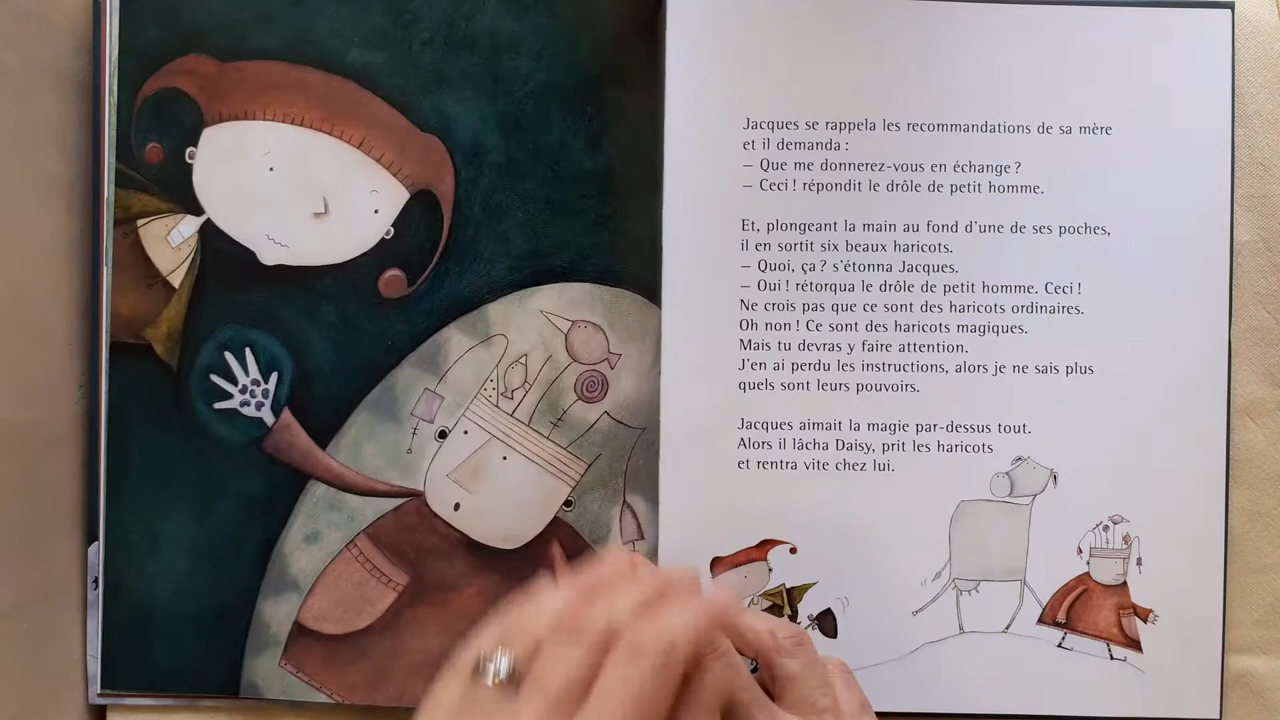 Jacques se rappela les recommandations de sa mère
et il demanda :
– Que me donnerez-vous en échange ?
– Ceci ! répondit le drôle de petit homme.
Et, plongeant la main au fond d'une de ses poches,
il en sortit six beaux haricots.
– Quoi, ça ? s'étonna Jacques.
– Oui ! rétorqua le drôle de petit homme. Ceci !
Ne crois pas que ce sont des haricots ordinaires.
Oh non ! Ce sont des haricots magiques.
Mais tu devras y faire attention.
J'en ai perdu les instructions, alors je ne sais plus
quels sont leurs pouvoirs.
Jacques aimait la magie par-dessus tout.
Alors il lâcha Daisy, prit les haricots
et rentra vite chez lui.